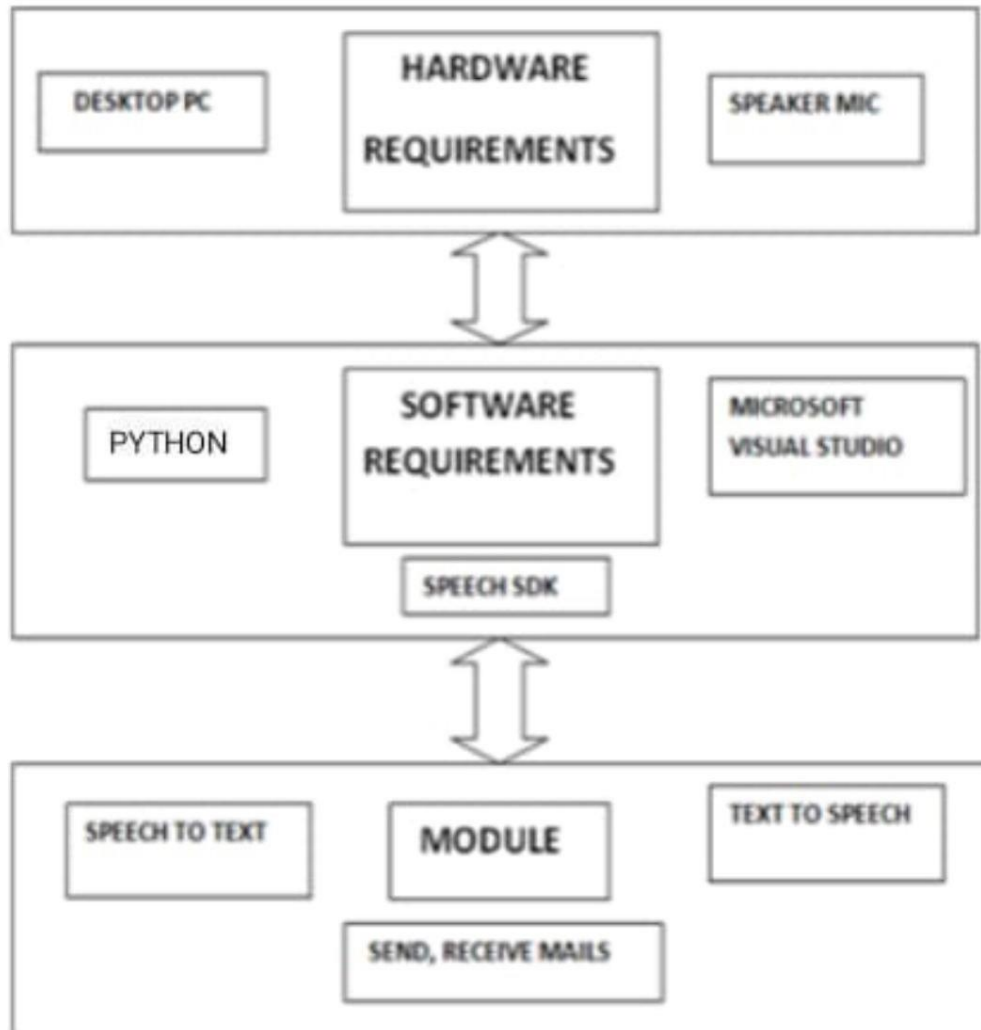 HARDWARE
REQUIREMENTS
DESKTOP PC
SPEAKER MIC
SOFTWARE
REQUIREMENTS
PYTHON
MICROSOFT
VISUAL STUDIO
SPEECH SDK
MODULE
SPEECH TO TEXT
TEXT TO SPEECH
SEND, RECEIVE MAILS